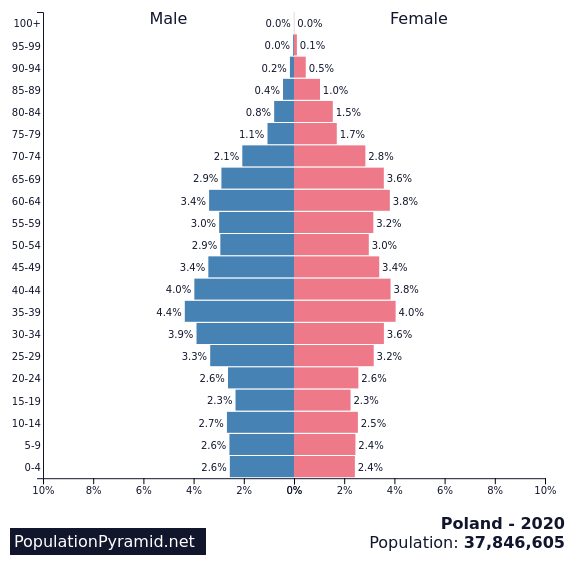 Male Female
100+ 0.0% 0.0%
95-99 0.0% 0.1%
90-94 0.2% 0.5%
85-89 0.4% 1.0%
80-84 0.8% 1.5%
75-79 1.1% 1.7%
70-74 2.1% 2.8%
65-69 2.9% 3.6%
60-64 3.4% 3.8%
55-59 3.0% 3.2%
50-54 2.9% 3.0%
45-49 3.4% 3.4%
40-44 4.0% 3.8%
35-39 4.4% 4.0%
30-34 3.9% 3.6%
25-29 3.3% 3.2%
20-24 2.6% 2.6%
15-19 2.3% 2.3%
10-14 2.7% 2.5%
5-9 2.6% 2.4%
0-4 2.6% 2.4%
10% 8% 6% 4% 2% 0% 2% 4% 6% 8% 10%
Poland - 2020
PopulationPyramid.net Population: 37,846,605